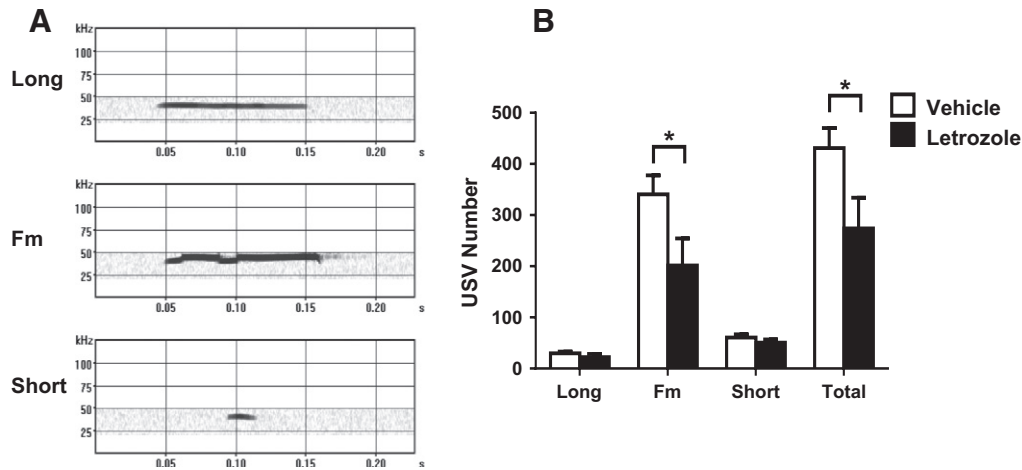 A
Long
kHz
100
75
50
25
0.05 0.10 0.15 0.20 s
Fm
kHz
100
75
50
25
0.05 0.10 0.15 0.20 s
Short
kHz
100
75
50
25
0.05 0.10 0.15 0.20 s
B
USV Number
500
400
300
200
100
0
* *
Vehicle
Letrozole
Long Fm Short Total